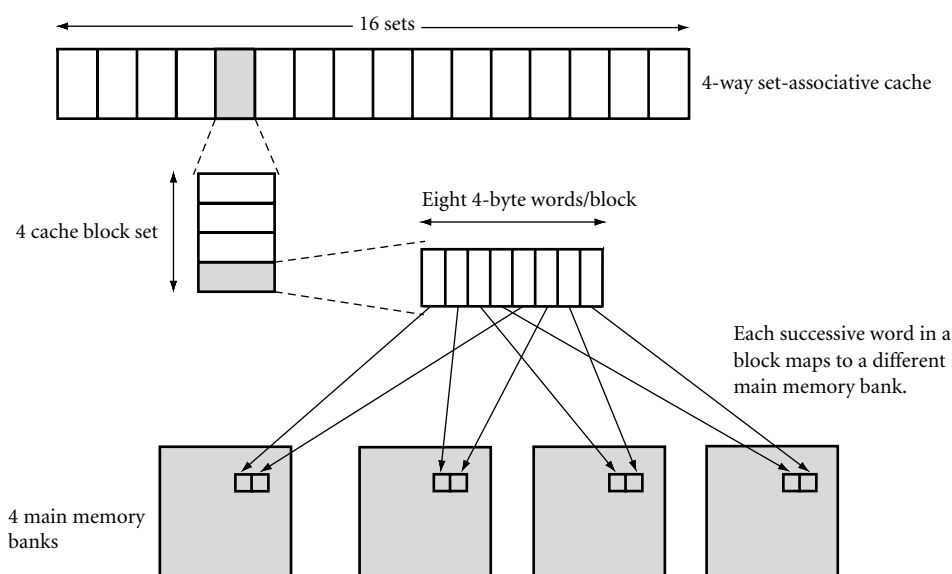 16 sets
4-way set-associative cache
Eight 4-byte words/block
4 cache block set
Each successive word in a
block maps to a different
main memory bank.
4 main memory
banks